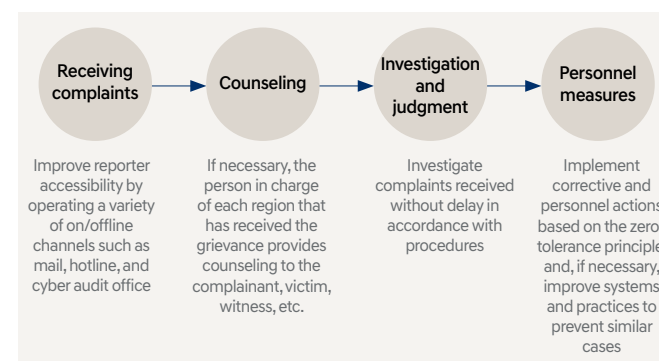 Receiving
complaints
Counseling
Investigation
and
judgment
Personnel
measures
Improve reporter
accessibility by
operating a variety
of on/offline
channels such as
mail, hotline, and
cyber audit office
If necessary, the
person in charge
of each region that
has received the
grievance provides
counseling to the
complainant, victim,
witness, etc.
Investigate
complaints received
without delay in
accordance with
procedures
Implement
corrective and
personnel actions
based on the zero
tolerance principle
and, if necessary,
improve systems
and practices to
prevent similar
cases